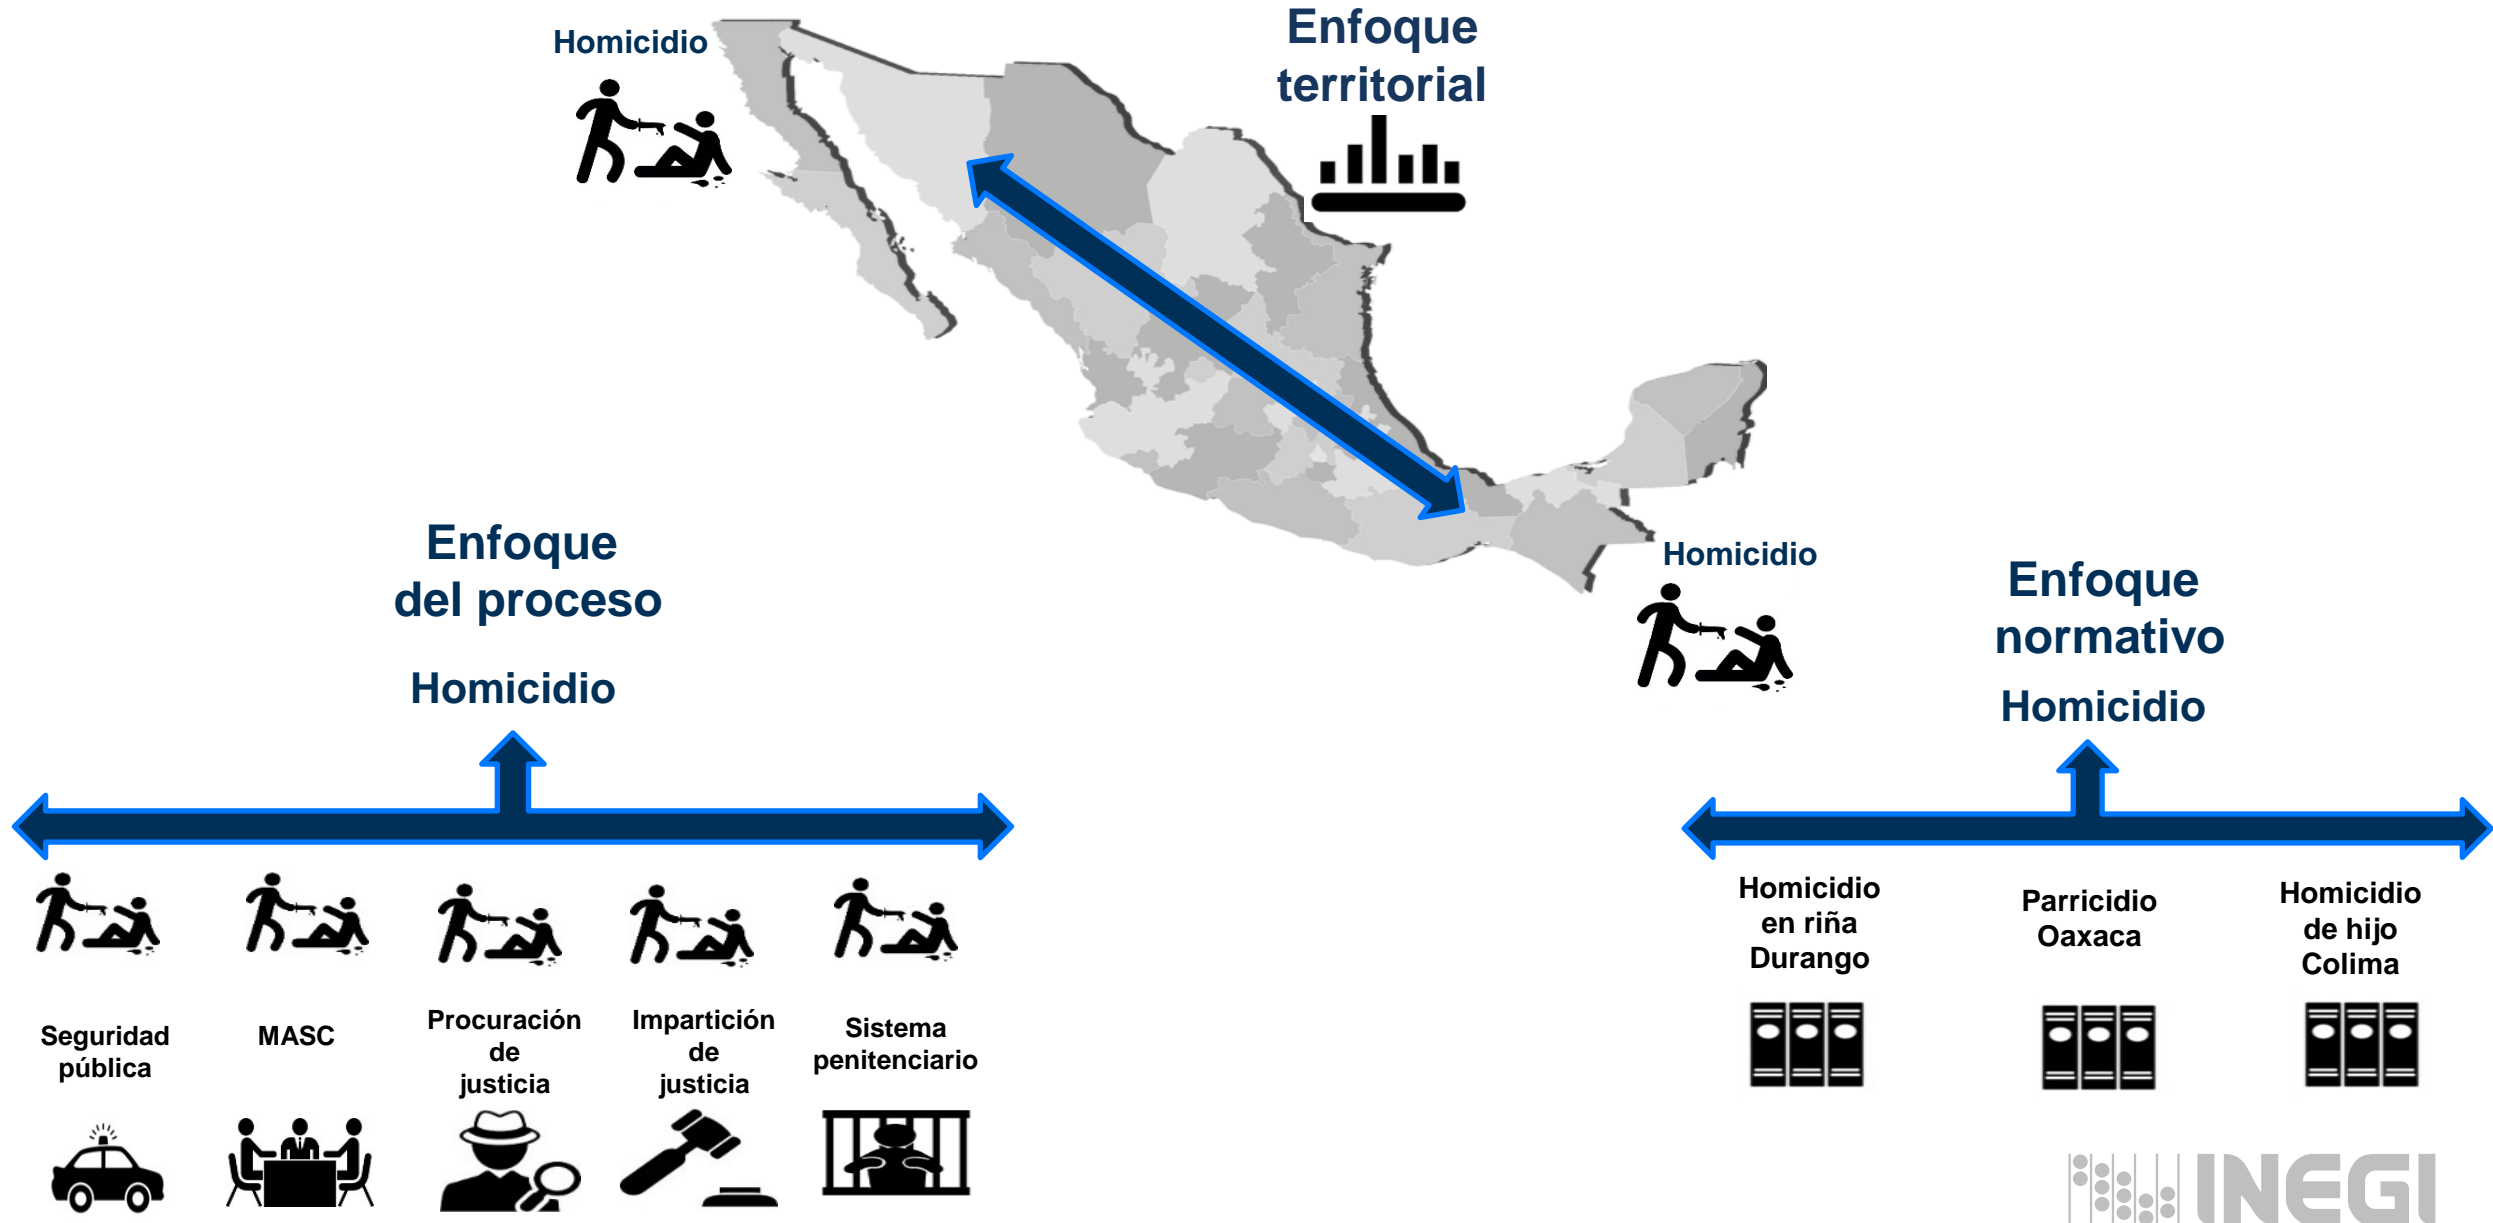 Homicidio
Enfoque
territorial
Homicidio
Enfoque
del proceso
Homicidio
Seguridad
pública
MASC
Procuración
de
justicia
Impartición
de
justicia
Sistema
penitenciario
Enfoque
normativo
Homicidio
Homicidio
en riña
Durango
Parricidio
Oaxaca
Homicidio
de hijo
Colima
INEGI